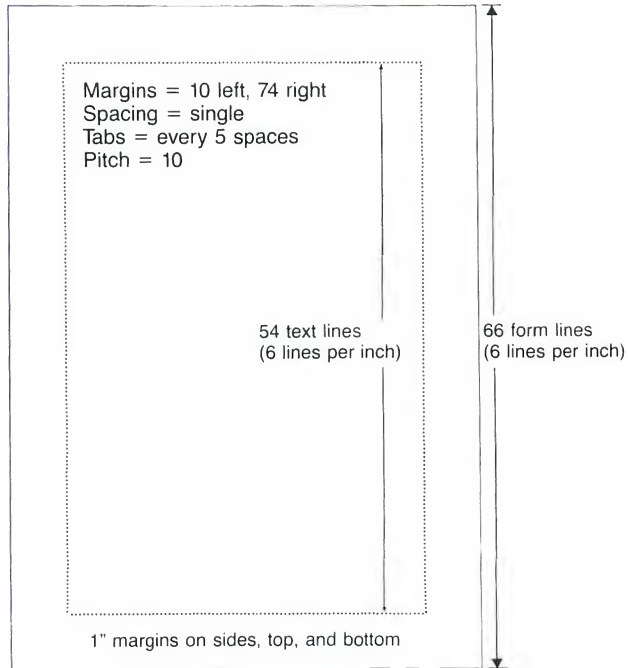 Margins = 10 left, 74 right
Spacing = single
Tabs = every 5 spaces
Pitch = 10
54 text lines
(6 lines per inch)
66 form lines
(6 lines per inch)
1" margins on sides, top, and bottom